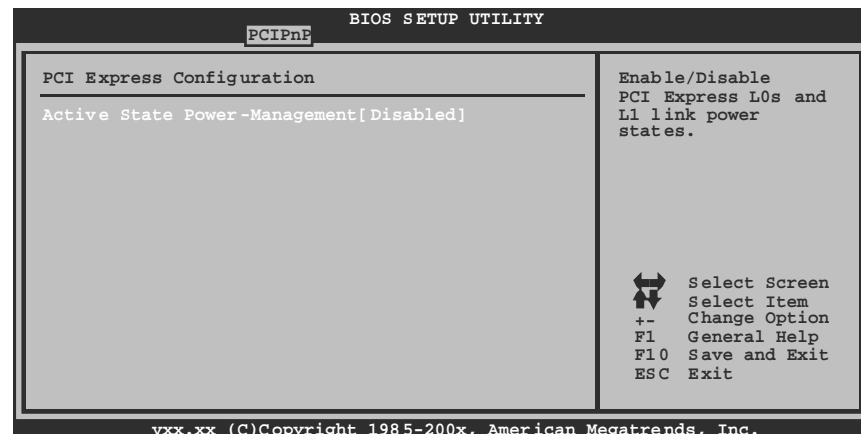 BIOS SETUP UTILITY
PCIPnP
PCI Express Configuration
Active State Power-Management[Disabled]
Enable/Disable
PCI Express L0s and
L1 link power
states.
Select Screen
Select Item
+- Change Option
F1 General Help
F10 Save and Exit
ESC Exit
vxx.xx (C)Copyright 1985-200x, American Megatrends, Inc.